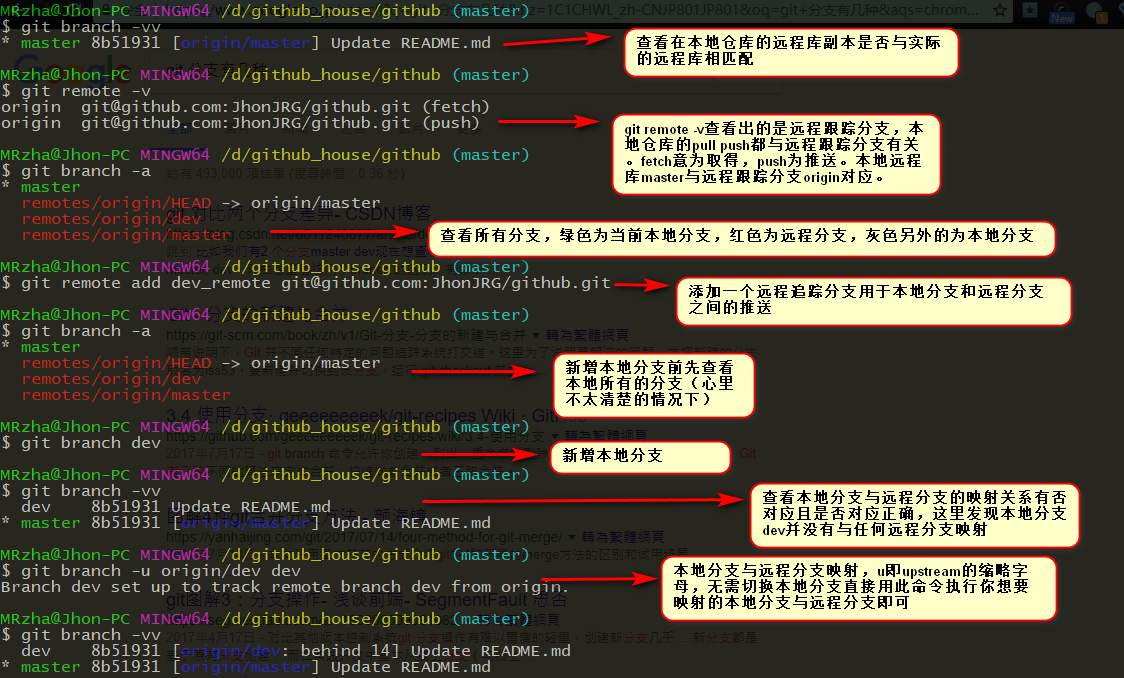 MRzha@Jhon-PC MINGW64 /d/github_house/github (master)
$ git branch -vv
* master 8b51931 [origin/master] Update README.md
查看在本地仓库的远程库副本是否与实际
的远程库相匹配
MRzha@Jhon-PC MINGW64 /d/github_house/github (master)
$ git remote -v
origin  git@github.com:JhonJRG/github.git (fetch)
origin  git@github.com:JhonJRG/github.git (push)
git remote -v查看出的是远程跟踪分支，本
地仓库的pull push都与远程跟踪分支有关
。fetch意为取得，push为推送。本地远程
库master与远程跟踪分支origin对应。
MRzha@Jhon-PC MINGW64 /d/github_house/github (master)
$ git branch -a
* master
remotes/origin/HEAD -> origin/master
remotes/origin/dev
remotes/origin/master
查看所有分支，绿色为当前本地分支，红色为远程分支，灰色另外的为本地分支
MRzha@Jhon-PC MINGW64 /d/github_house/github (master)
$ git remote add dev_remote git@github.com:JhonJRG/github.git
添加一个远程追踪分支用于本地分支和远程分支
之间的推送
MRzha@Jhon-PC MINGW64 /d/github_house/github (master)
$ git branch -a
* master
remotes/origin/HEAD -> origin/master
remotes/origin/dev
remotes/origin/master
新增本地分支前先查看
本地所有的分支（心里
不太清楚的情况下）
MRzha@Jhon-PC MINGW64 /d/github_house/github (master)
$ git branch dev
新增本地分支
MRzha@Jhon-PC MINGW64 /d/github_house/github (master)
$ git branch -vv
dev    8b51931 Update README.md
* master 8b51931 [origin/master] Update README.md
查看本地分支与远程分支的映射关系有否
对应且是否对应正确，这里发现本地分支
dev并没有与任何远程分支映射
MRzha@Jhon-PC MINGW64 /d/github_house/github (master)
$ git branch -u origin/dev dev
Branch dev set up to track remote branch dev from origin.
本地分支与远程分支映射，u即upstream的缩略字
母，无需切换本地分支直接用此命令执行你想要
映射的本地分支与远程分支即可
MRzha@Jhon-PC MINGW64 /d/github_house/github (master)
$ git branch -vv
dev    8b51931 [origin/dev: behind 14] Update README.md
* master 8b51931 [origin/master] Update README.md